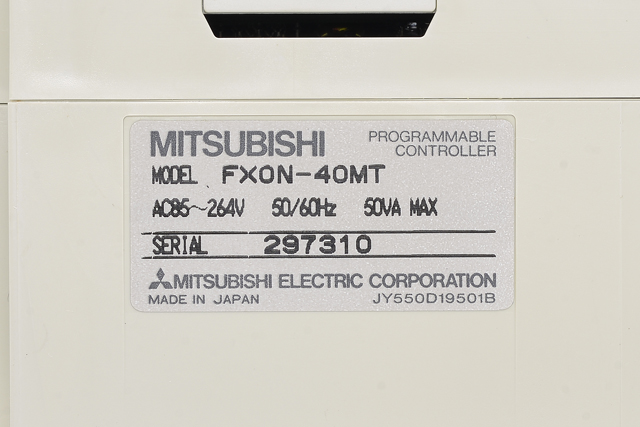 MITSUBISHI PROGRAMMABLE CONTROLLER
MODEL FX0N-40MT
AC85~264V 50/60Hz 50VA MAX
SERIAL 297310
MITSUBISHI ELECTRIC CORPORATION
MADE IN JAPAN JY550D19501B